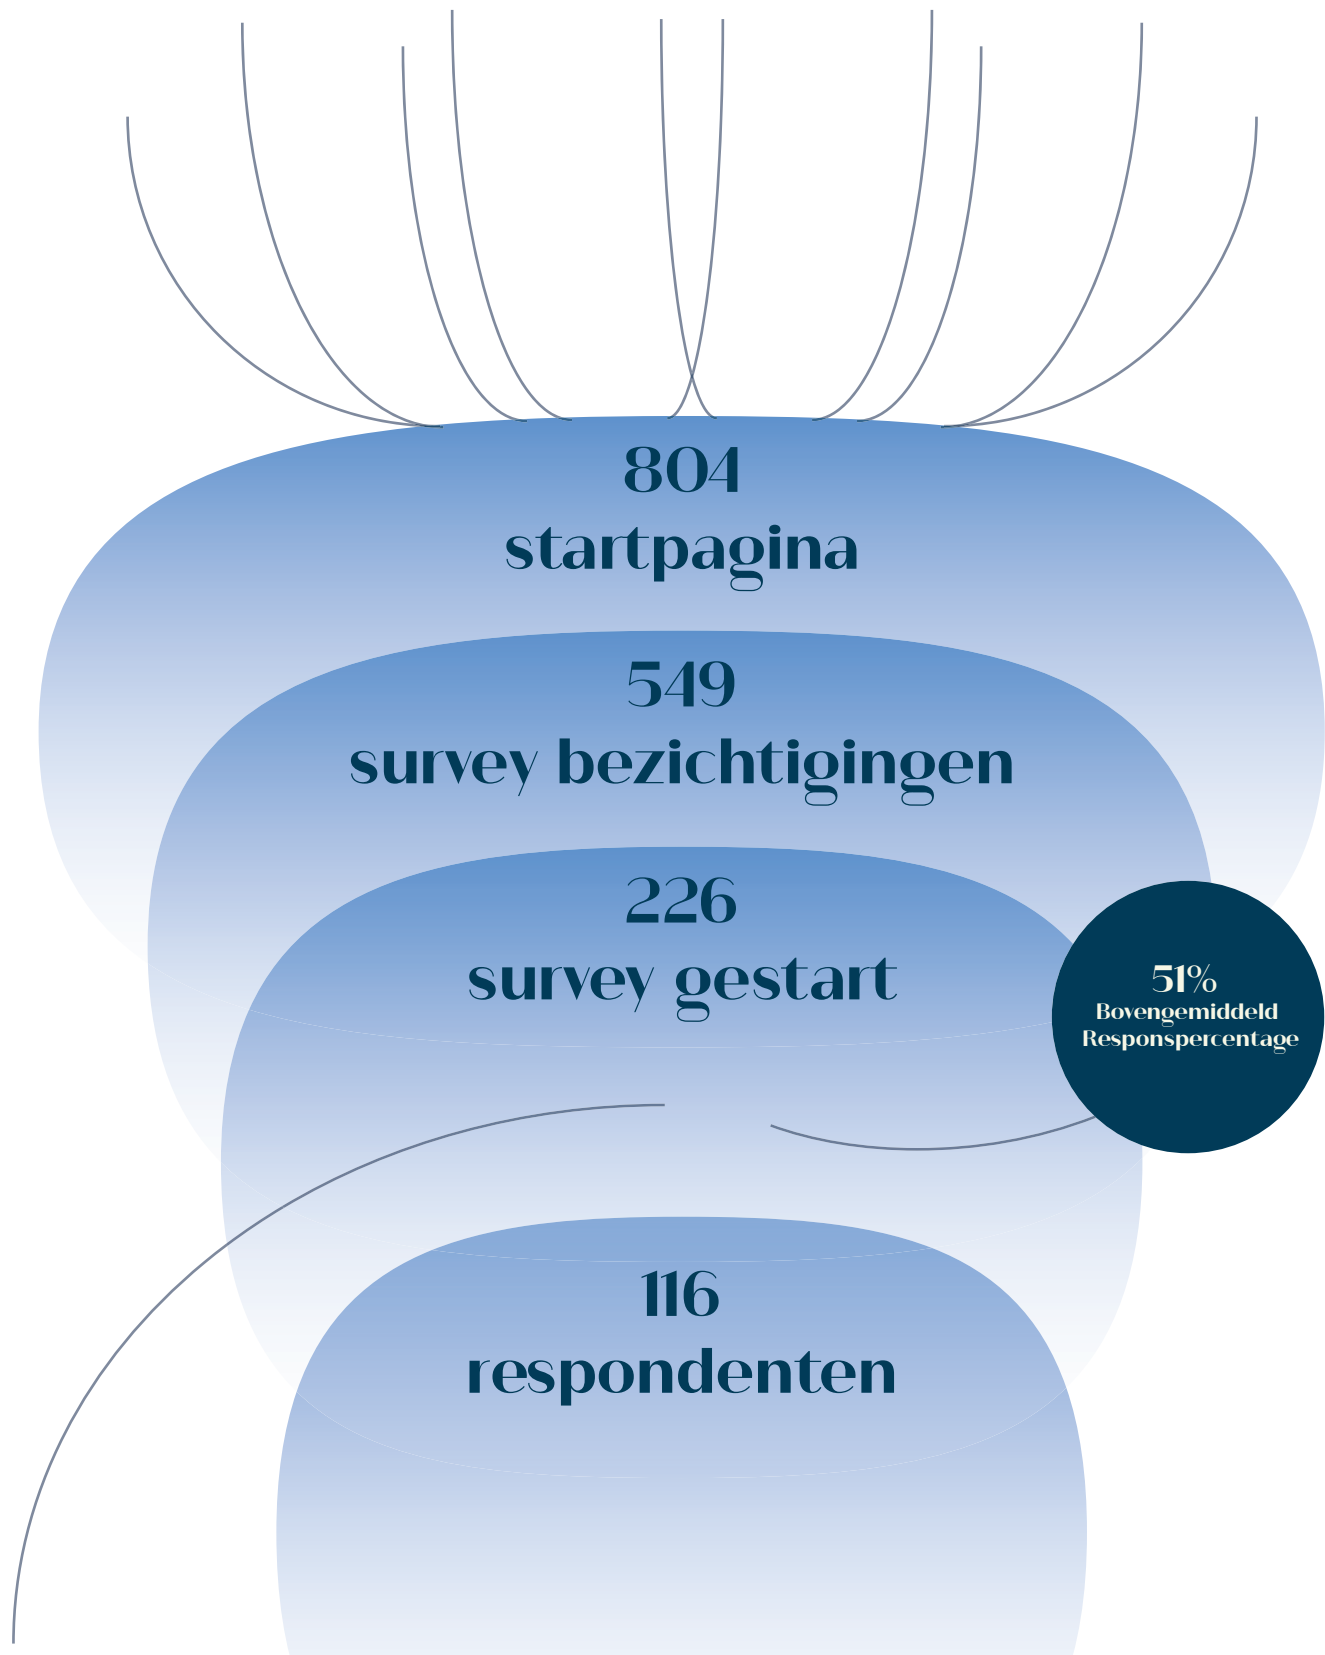 804
startpagina
549
survey bezichtigingen
226
survey gestart
51%
Bovengemiddeld
Responspercentage
116
respondenten